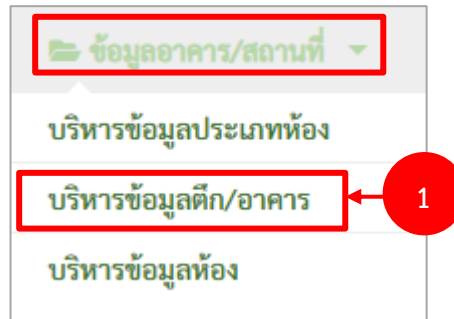 ข้อมูลอาคาร/สถานที่
บริหารข้อมูลประเภทห้อง
บริหารข้อมูลตึก/อาคาร
1
บริหารข้อมูลห้อง